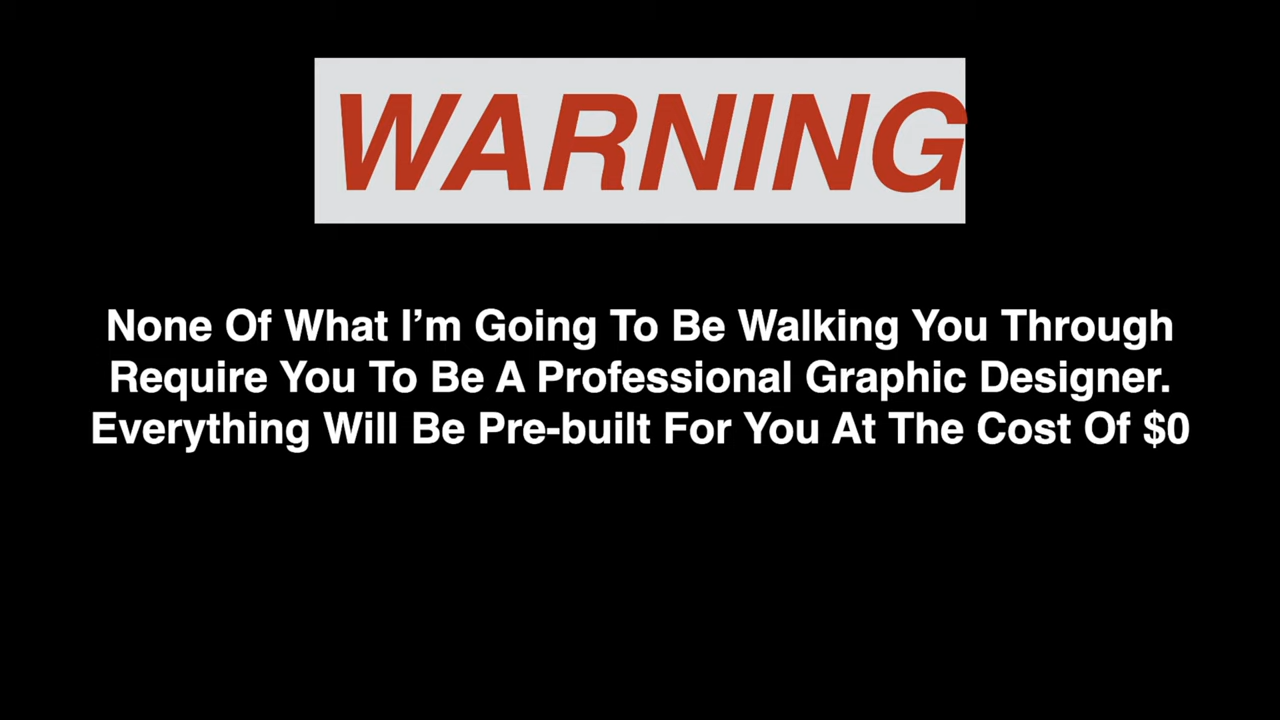 WARNING
None Of What I’m Going To Be Walking You Through
Require You To Be A Professional Graphic Designer.
Everything Will Be Pre-built For You At The Cost Of $0